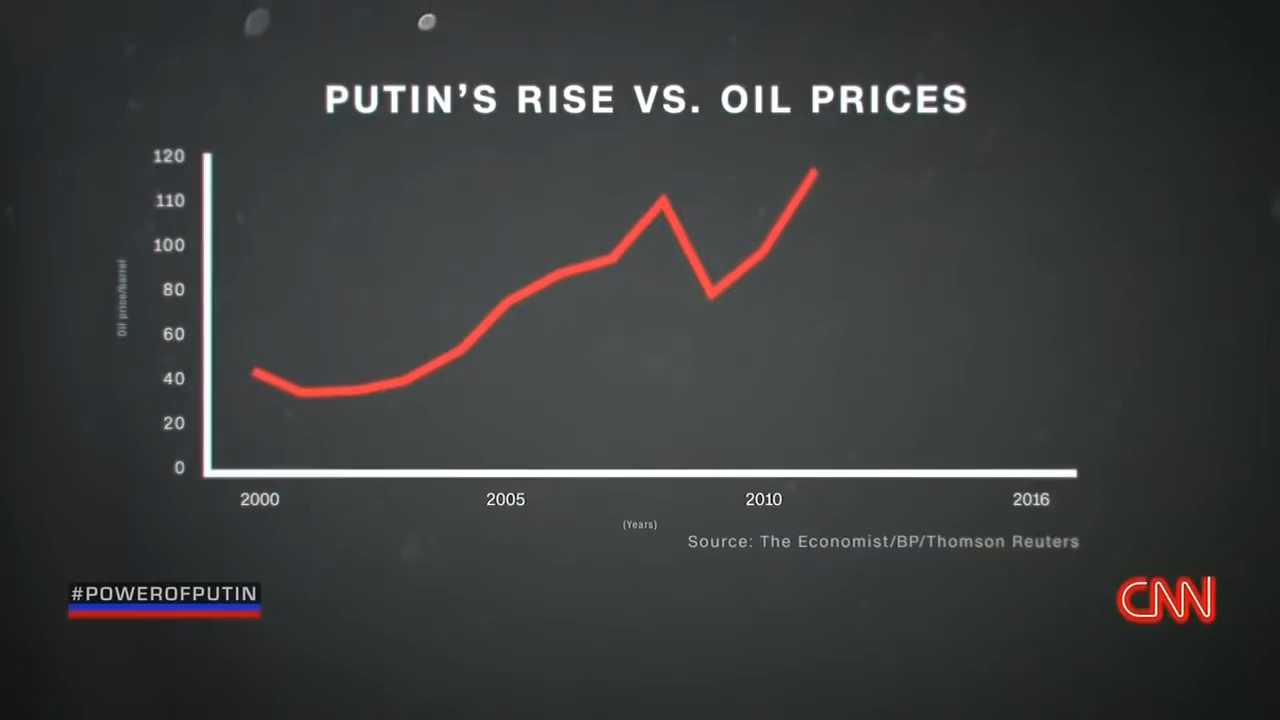 PUTIN'S RISE VS. OIL PRICES
120
110
100
80
60
40
20
0
Oil price/barrel
2000 2005 2010 2016
(Years)
Source: The Economist/BP/Thomson Reuters
#POWEROFPUTIN
CNN